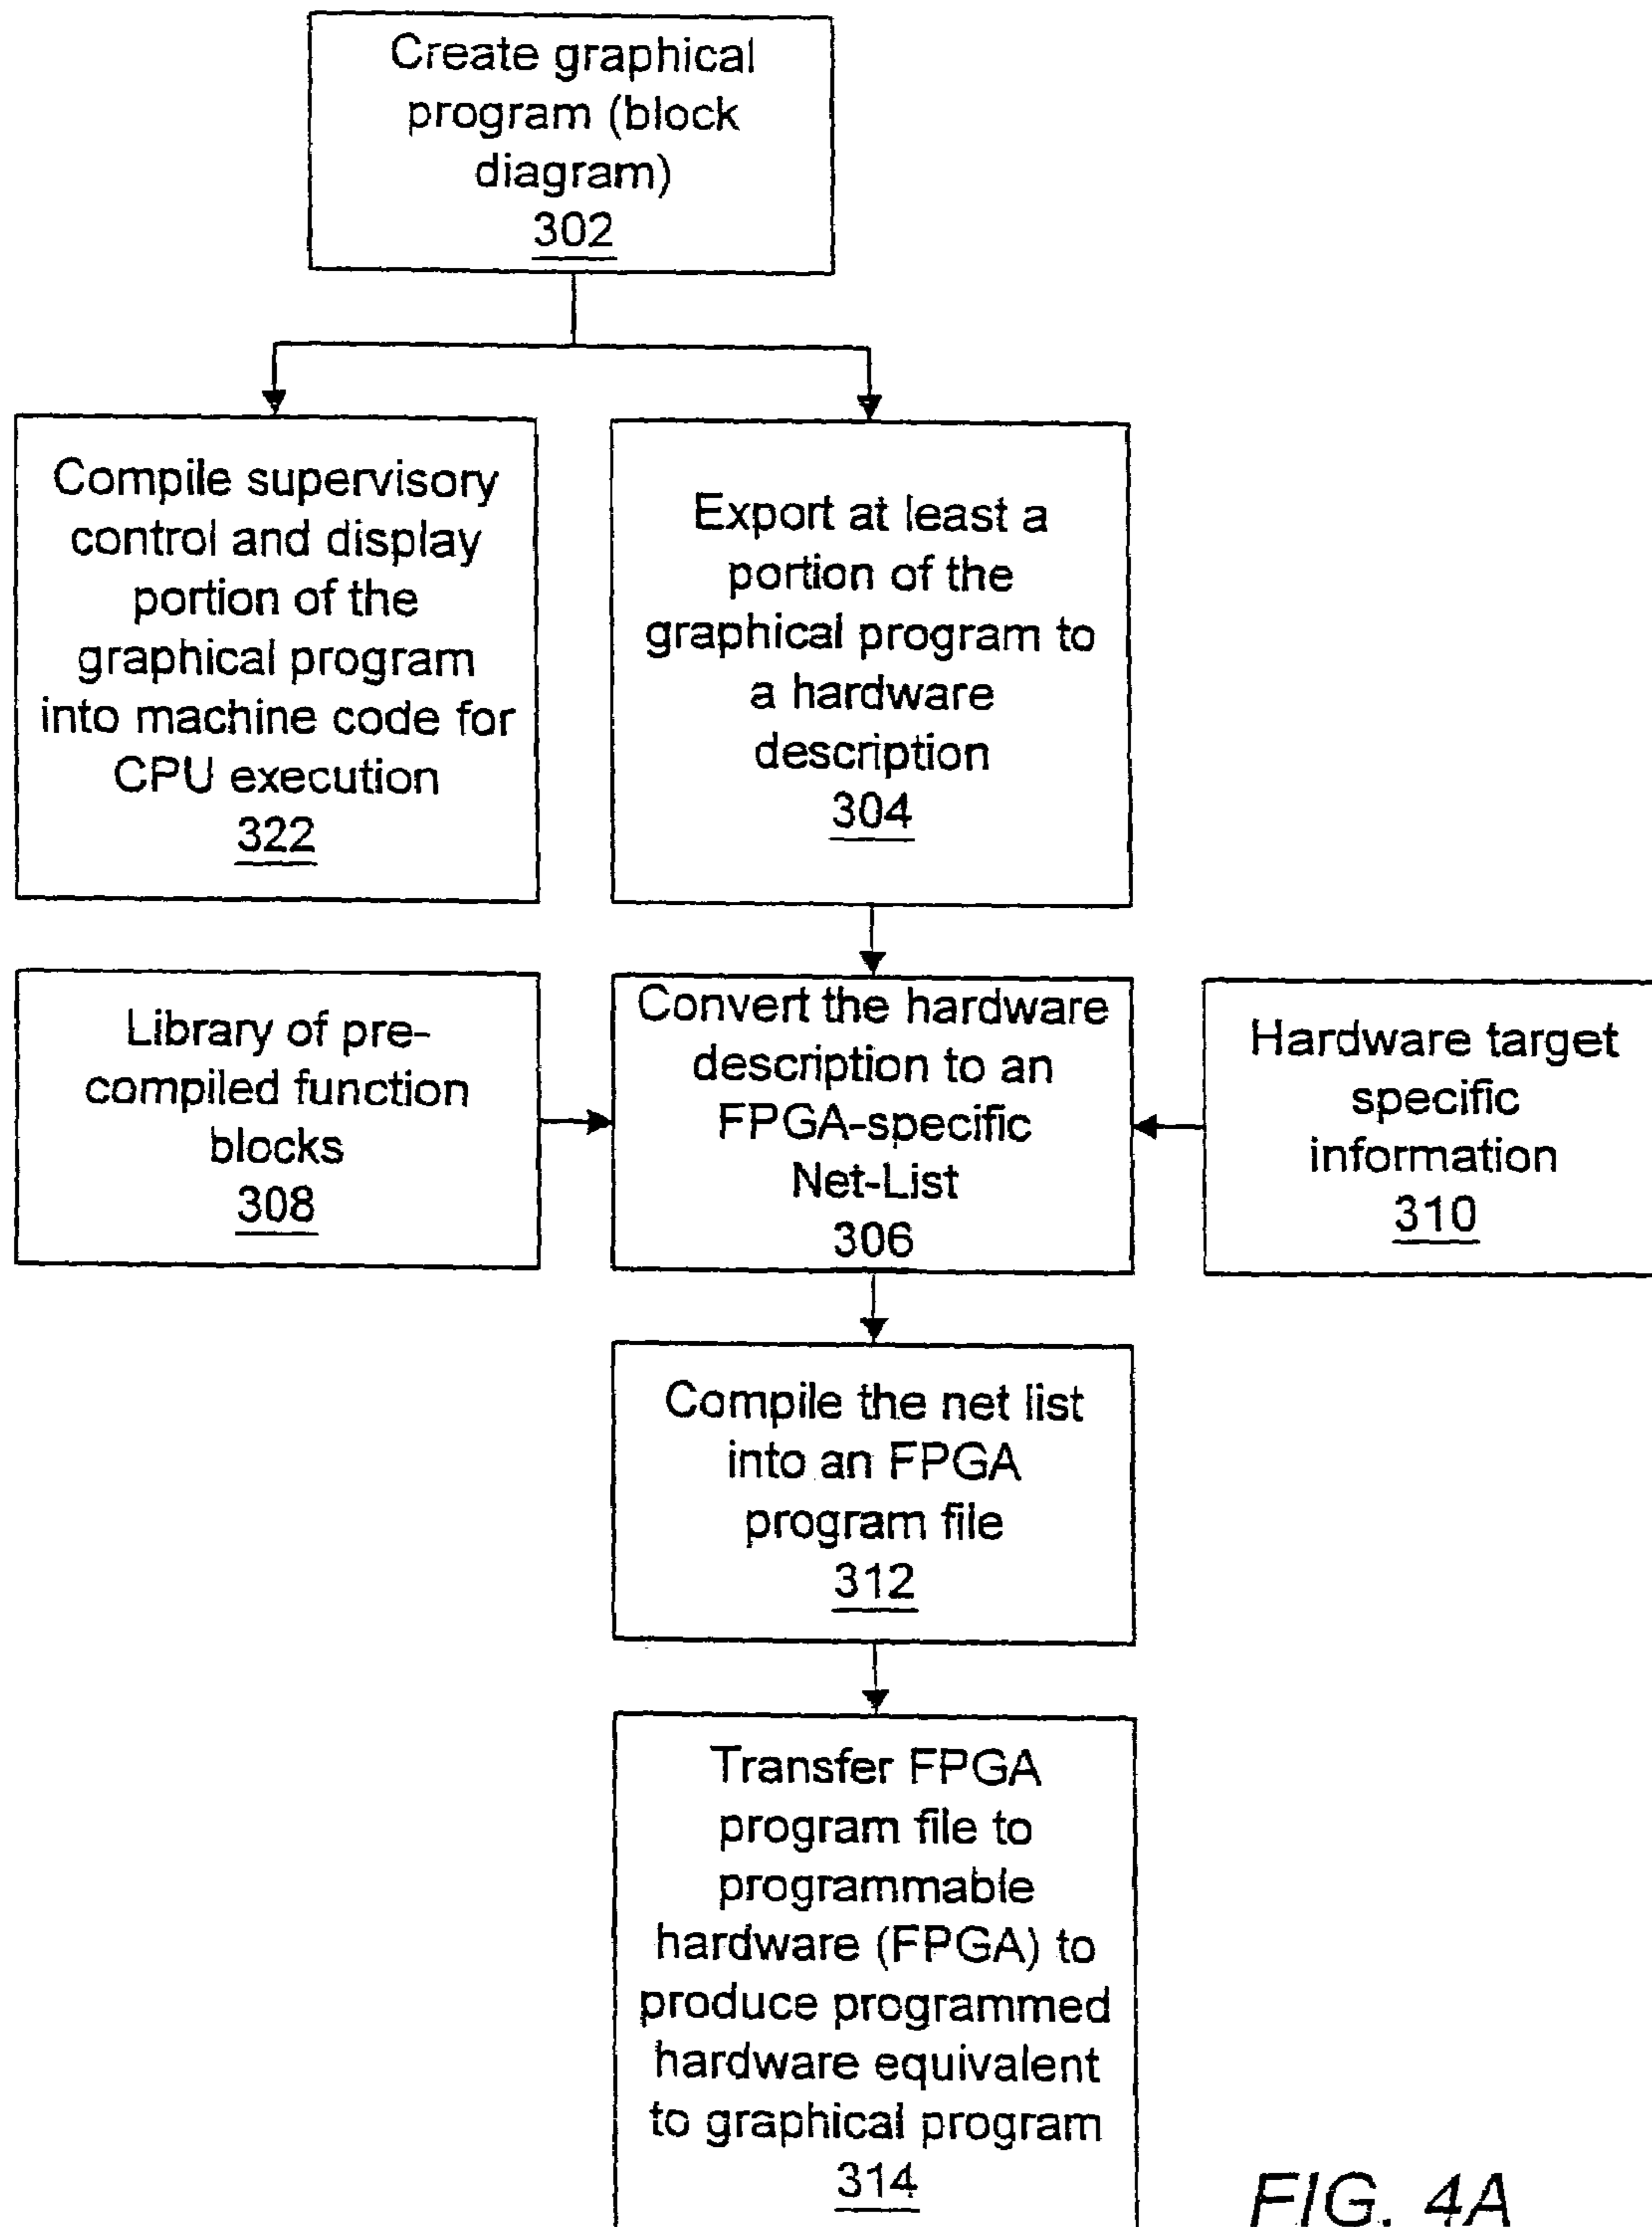 Create graphical
program (block
diagram)
302
Compile supervisory
control and display
portion of the
graphical program
into machine code for
CPU execution
322
Export at least a
portion of the
graphical program to
a hardware
description
304
Library of pre-
compiled function
blocks
308
Convert the hardware
description to an
FPGA-specific
Net-List
306
Hardware target
specific
information
310
Compile the net list
into an FPGA
program file
312
Transfer FPGA
program file to
programmable
hardware (FPGA) to
produce programmed
hardware equivalent
to graphical program
314
FIG. 4A